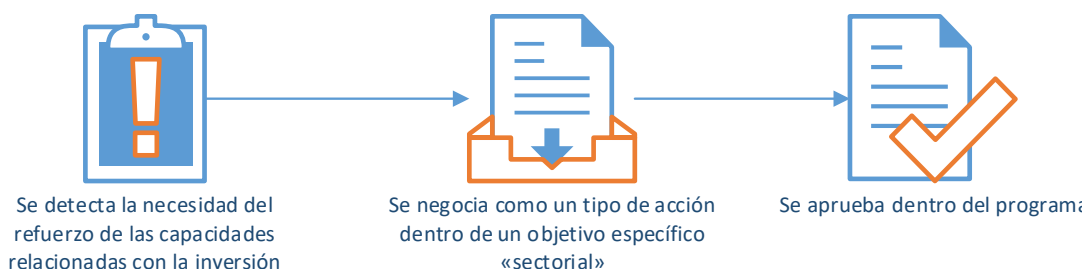 Se detecta la necesidad del
refuerzo de las capacidades
relacionadas con la inversión
Se negocia como un tipo de acción
dentro de un objetivo específico
«sectorial»
Se aprueba dentro del programa